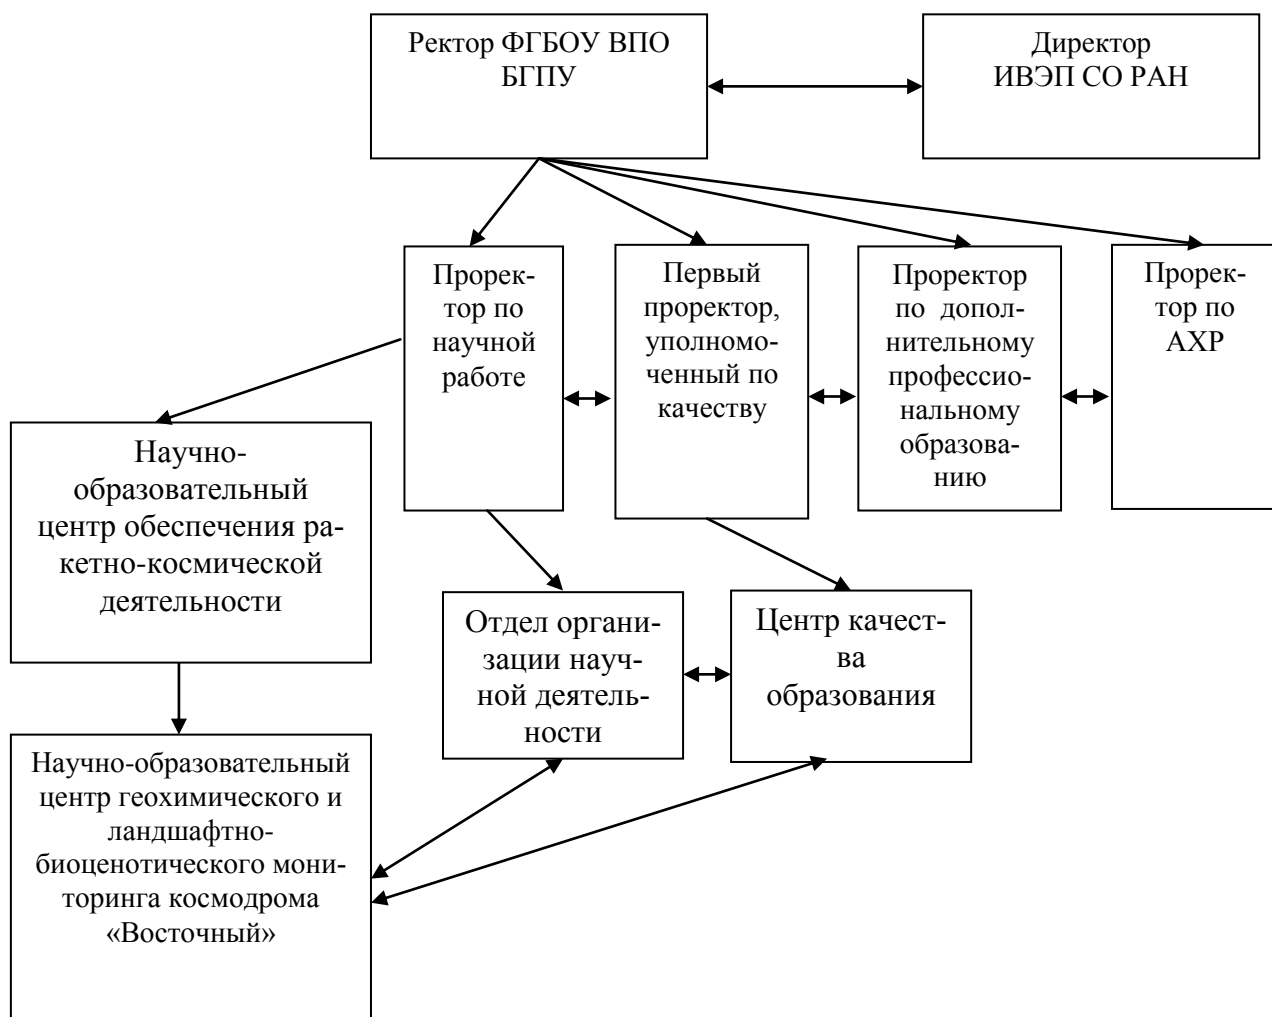 Ректор ФГБОУ ВПО
БГПУ
Директор
ИВЭП СО РАН
Прорек-
тор по
научной
работе
Первый
проректор,
уполномо-
ченный по
качеству
Проректор
по допол-
нительному
профессио-
нальному
образова-
нию
Прорек-
тор по
АХР
Научно-
образовательный
центр обеспечения ра-
кетно-космической
деятельности
Отдел органи-
зации науч-
ной деятель-
ности
Центр качест-
ва
образования
Научно-образовательный
центр геохимического и
ландшафтно-
биоценотического мони-
торинга космодрома
«Восточный»